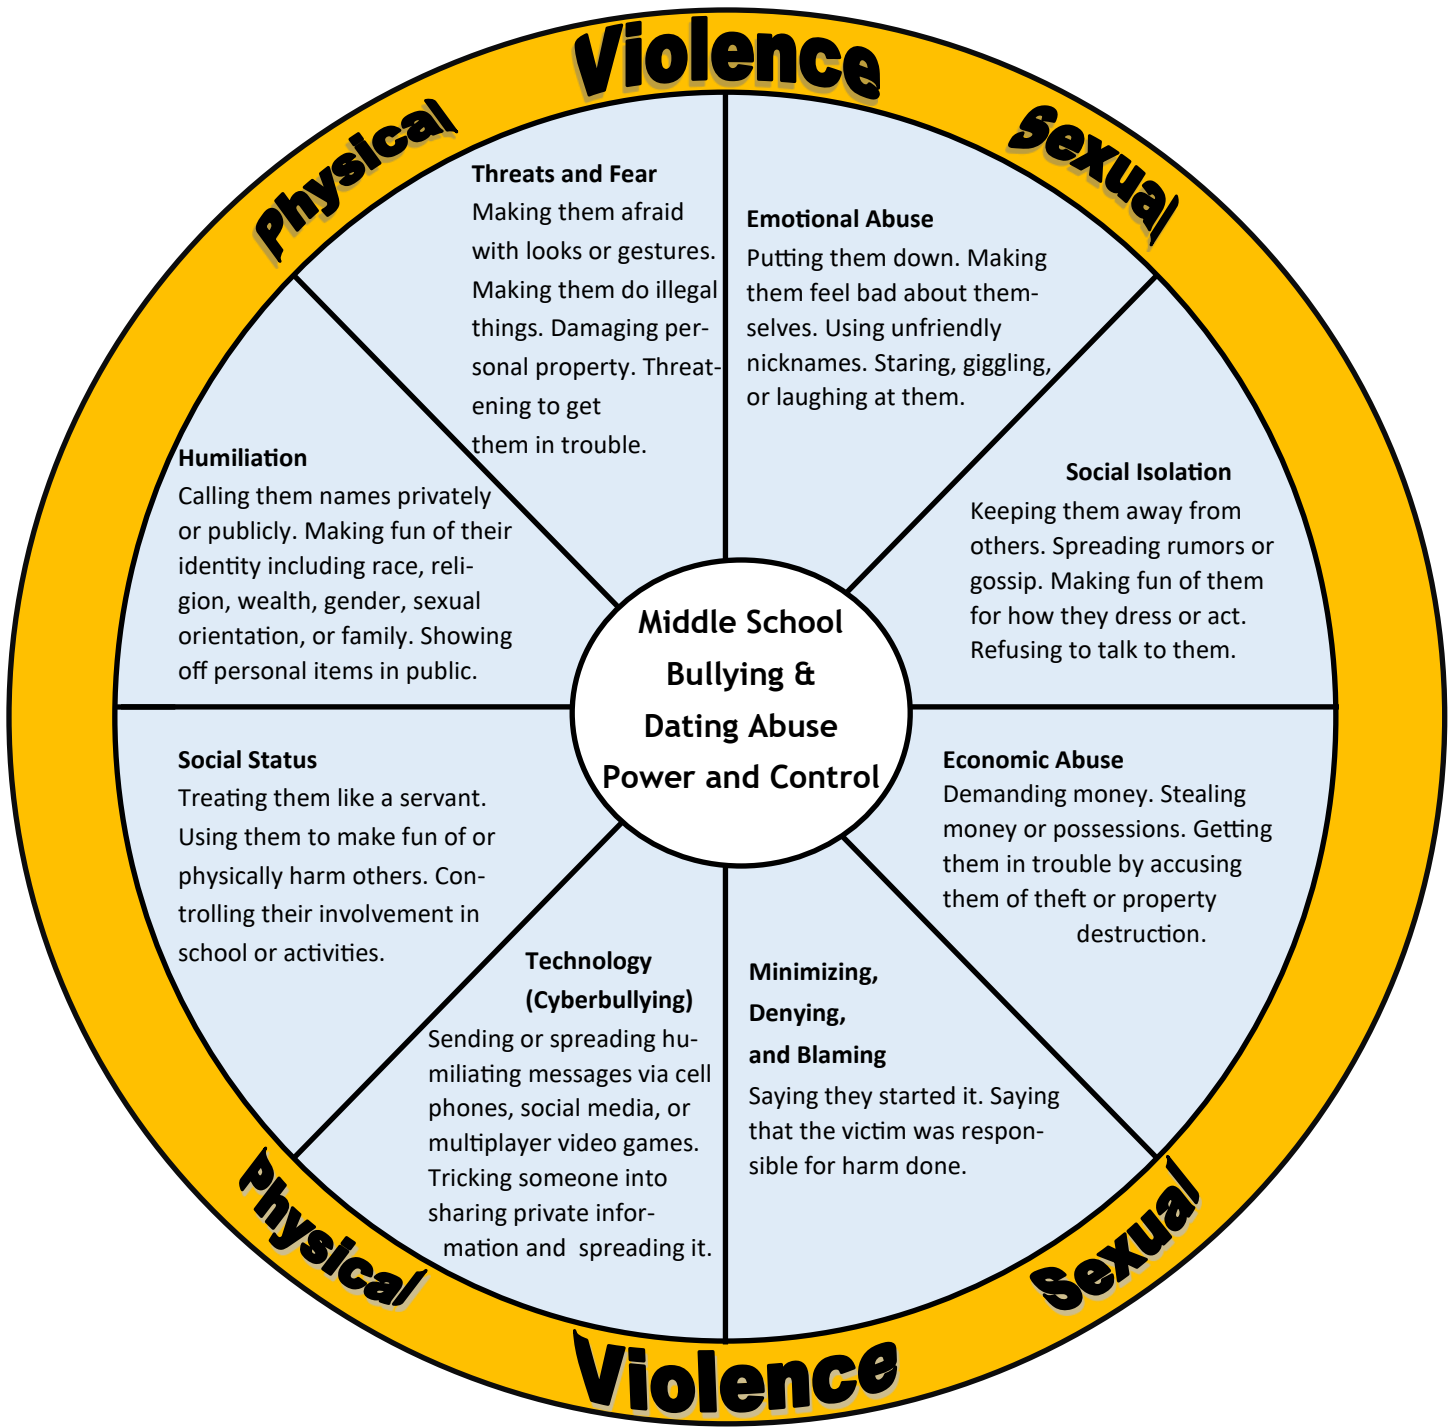 Violence
Physical
Sexual
Threats and Fear
Making them afraid
with looks or gestures.
Making them do illegal
things. Damaging per-
sonal property. Threat-
ening to get
them in trouble.
Emotional Abuse
Putting them down. Making
them feel bad about them-
selves. Using unfriendly
nicknames. Staring, giggling,
or laughing at them.
Humiliation
Calling them names privately
or publicly. Making fun of their
identity including race, reli-
gion, wealth, gender, sexual
orientation, or family. Showing
off personal items in public.
Social Isolation
Keeping them away from
others. Spreading rumors or
gossip. Making fun of them
for how they dress or act.
Refusing to talk to them.
Middle School
Bullying &
Dating Abuse
Power and Control
Social Status
Treating them like a servant.
Using them to make fun of or
physically harm others. Con-
trolling their involvement in
school or activities.
Economic Abuse
Demanding money. Stealing
money or possessions. Getting
them in trouble by accusing
them of theft or property
destruction.
Technology
(Cyberbullying)
Sending or spreading hu-
miliating messages via cell
phones, social media, or
multiplayer video games.
Tricking someone into
sharing private infor-
mation and  spreading it.
Minimizing,
Denying,
and Blaming
Saying they started it. Saying
that the victim was respon-
sible for harm done.
Physical
Sexual
Violence